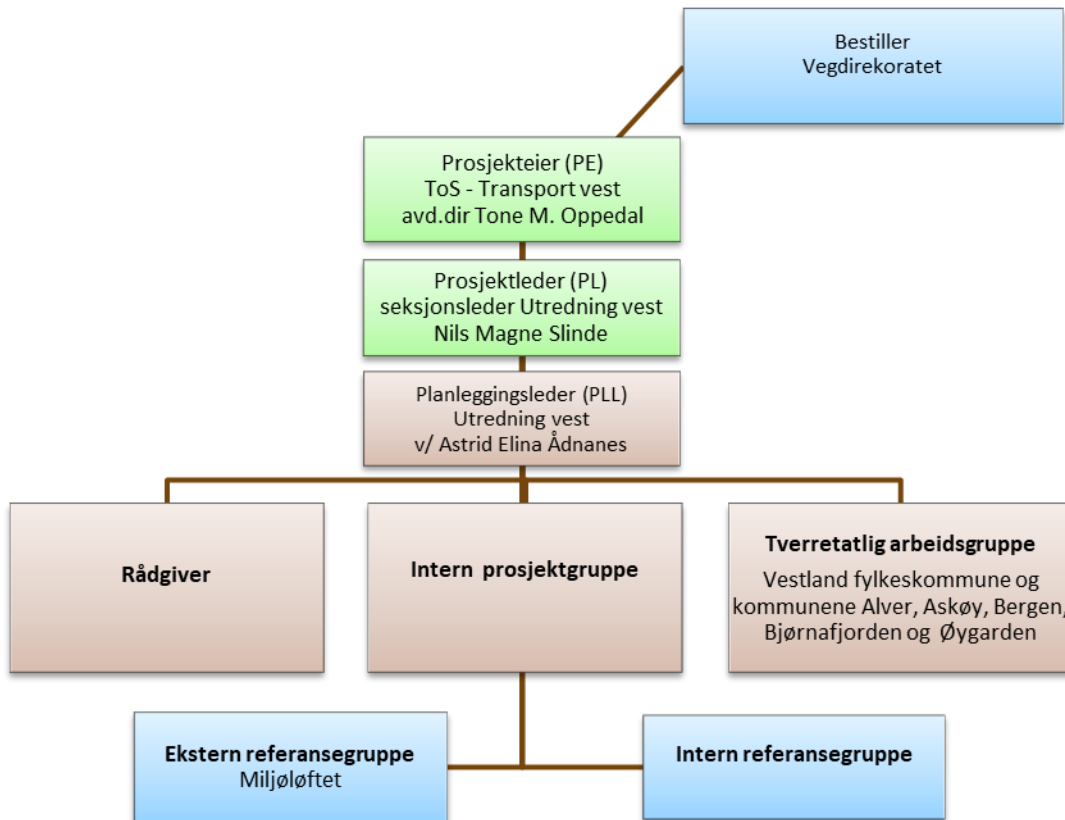 Bestiller
Vegdirekoratet
Prosjekteier (PE)
ToS - Transport vest
avd.dir Tone M. Oppedal
Prosjektleder (PL)
seksjonsleder Utredning vest
Nils Magne Slinde
Planleggingsleder (PLL)
Utredning vest
v/ Astrid Elina Ådnanes
Rådgiver
Intern prosjektgruppe
Tverretatlig arbeidsgruppe
Vestland fylkeskommune og
kommunene Alver, Askøy, Bergen,
Bjørnafjorden og Øygarden
Ekstern referansegruppe
Miljøløftet
Intern referansegruppe